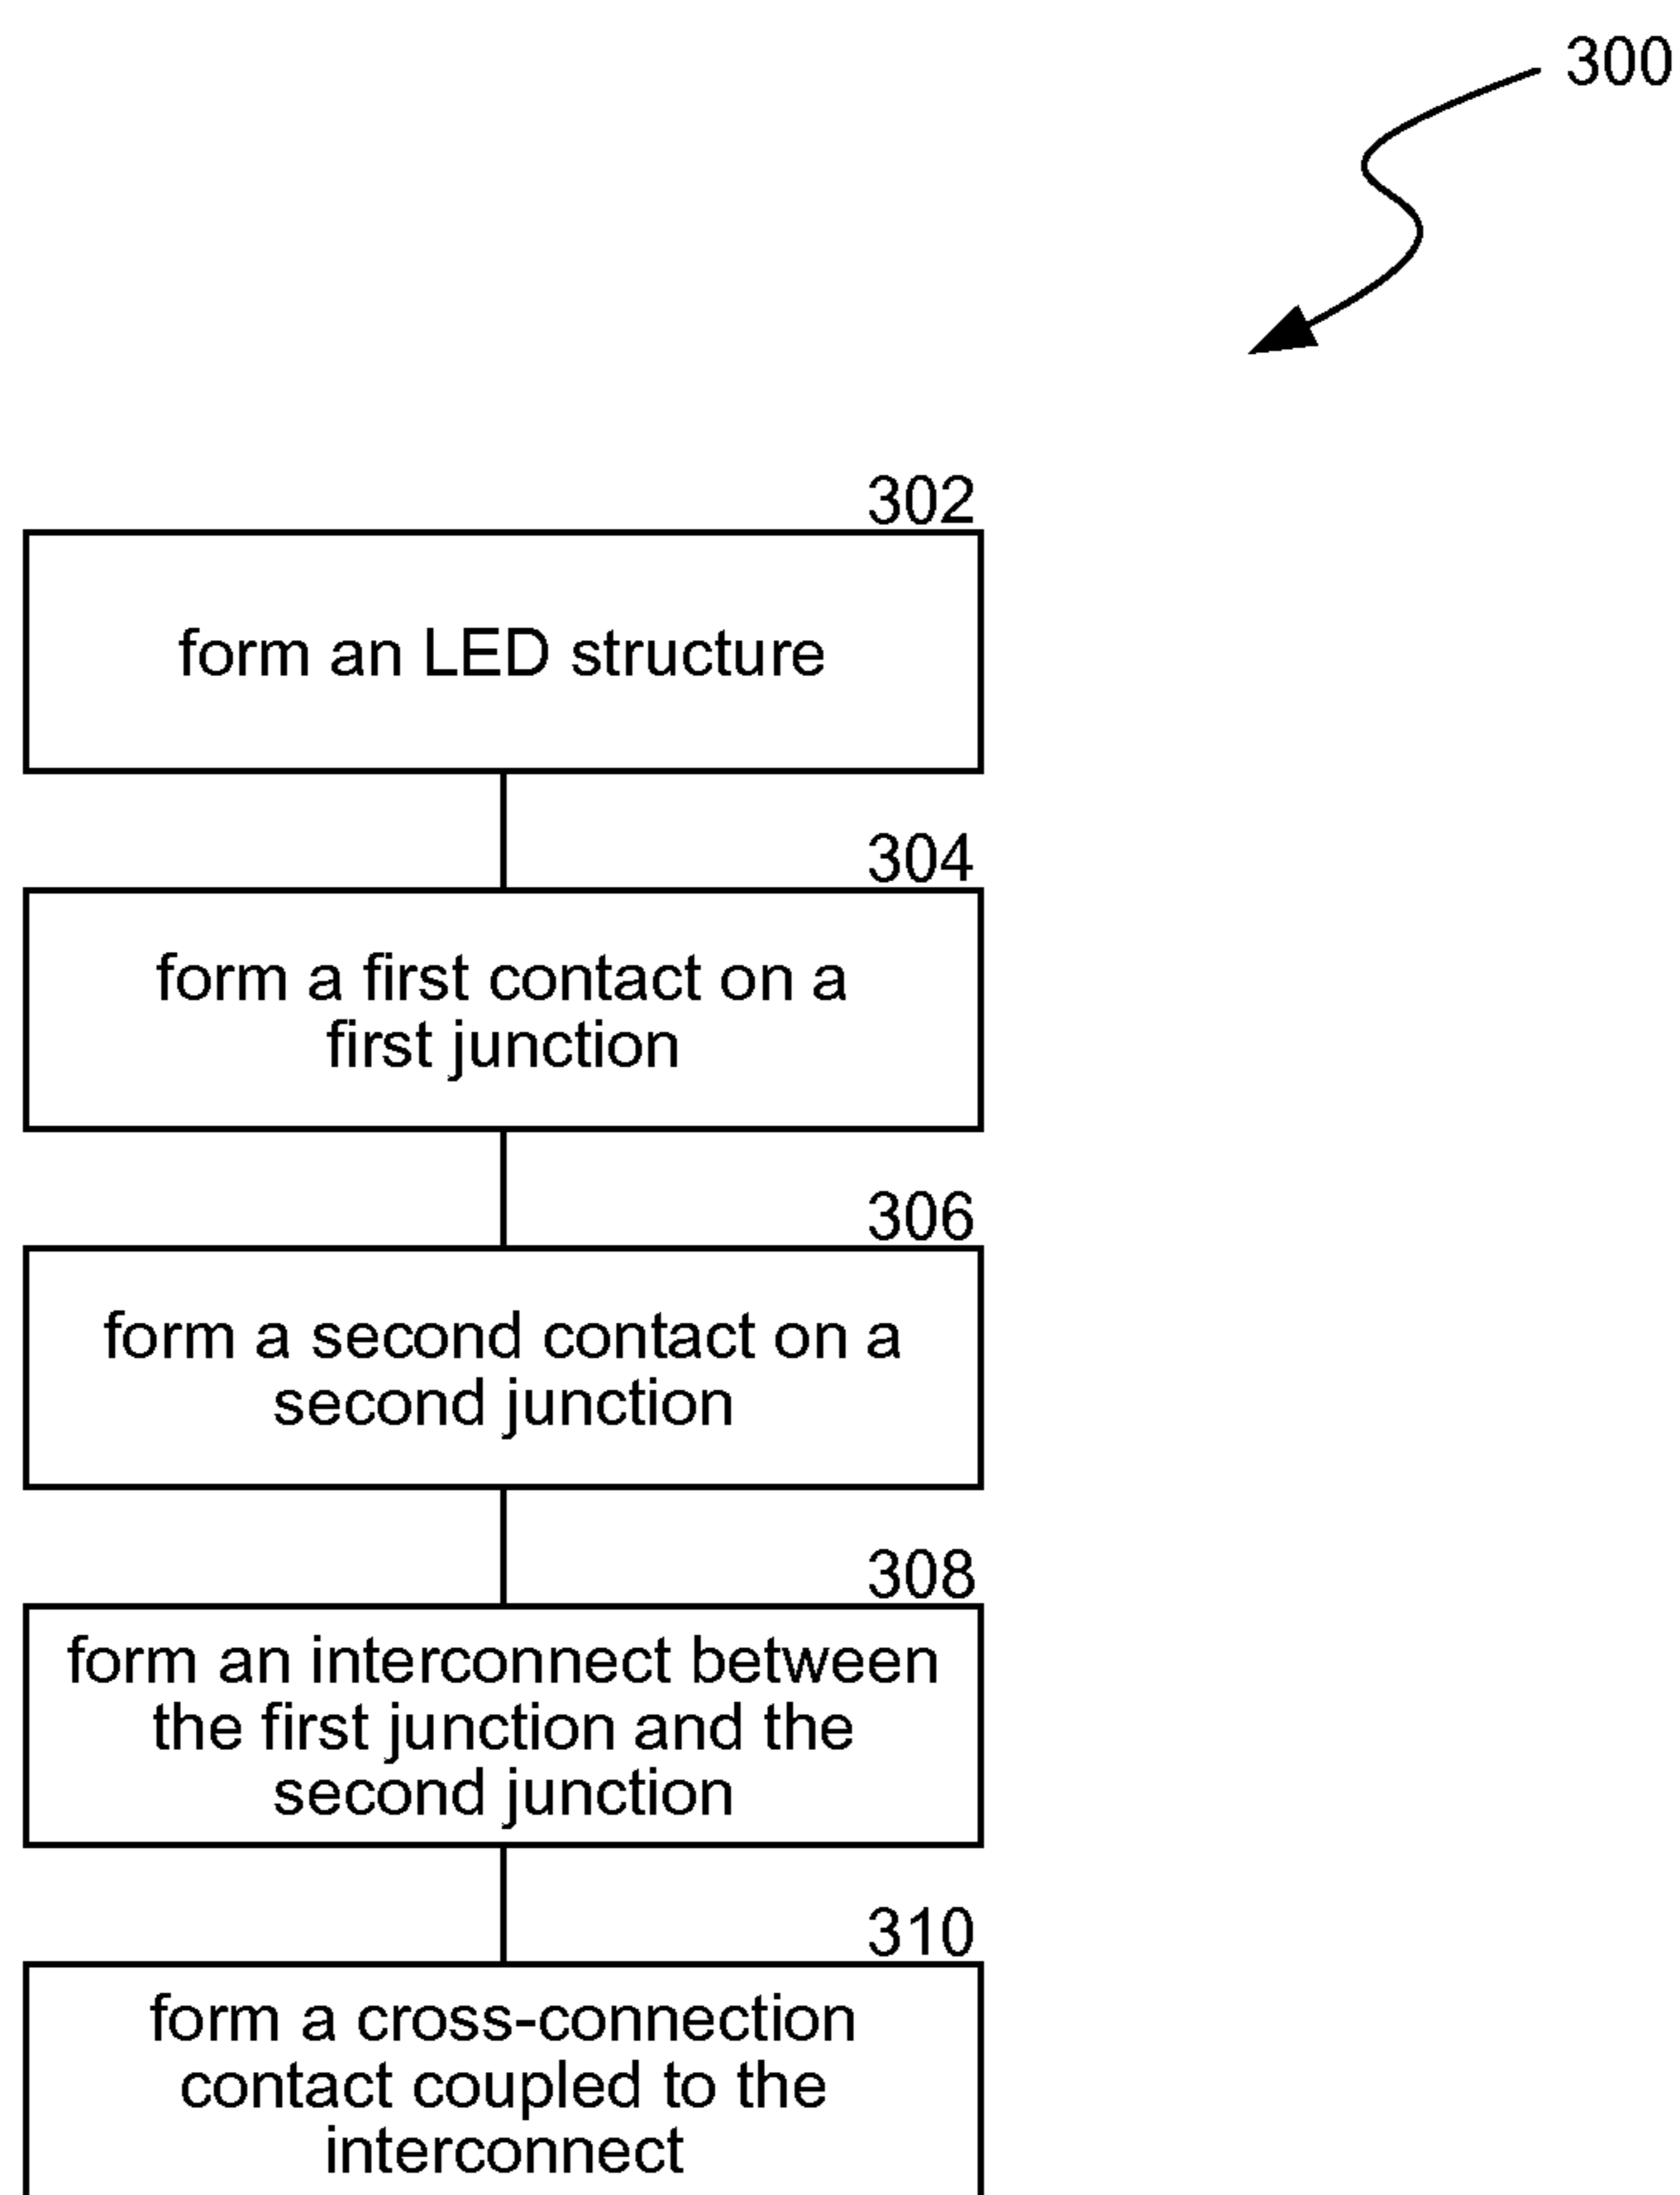 300
302
form an LED structure
304
form a first contact on a
first junction
306
form a second contact on a
second junction
308
form an interconnect between
the first junction and the
second junction
310
form a cross-connection
contact coupled to the
interconnect